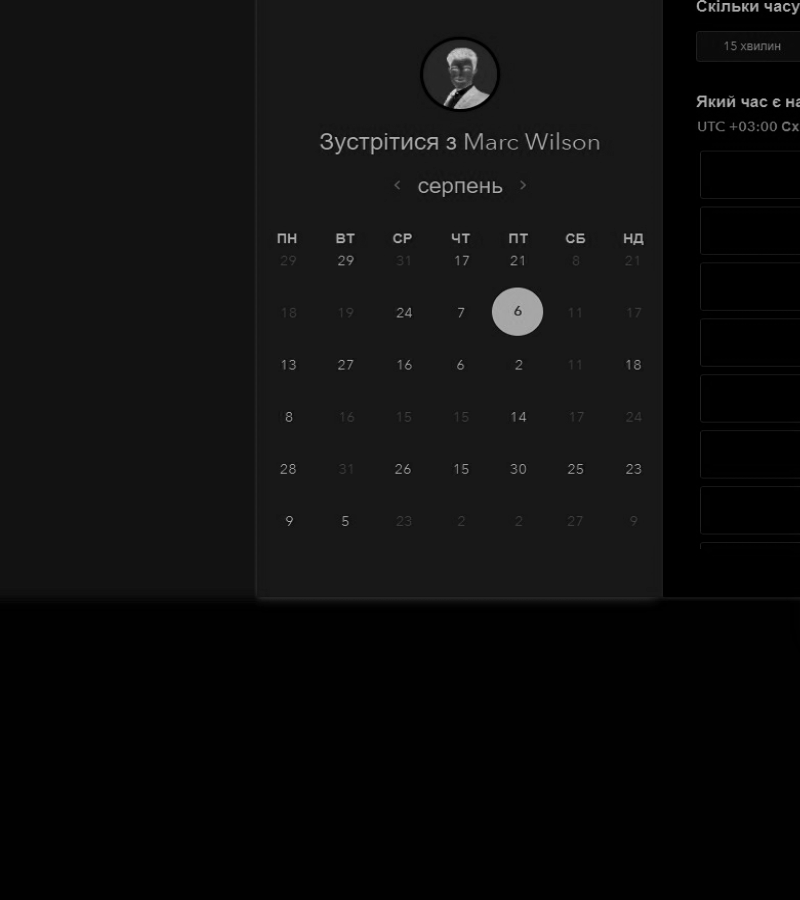 Скільки часу
15 хвилин
Який час є на
UTC +03:00 Сх
Зустрітися з Marc Wilson
серпень
ПН ВТ СР ЧТ ПТ СБ НД
29 29 31 17 21 8 21
18 19 24 7 6 11 17
13 27 16 6 2 11 18
8 16 15 15 14 17 24
28 31 26 15 30 25 23
9 5 23 2 2 27 9